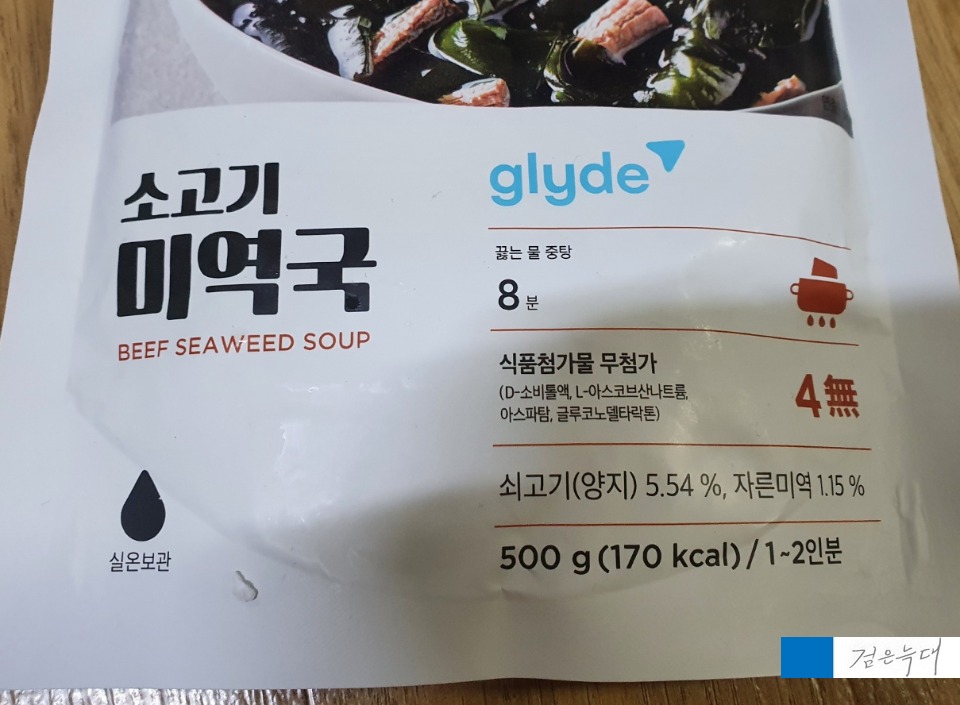 소고기
미역국
BEEF SEAWEED SOUP
실온보관
glyde
끓는 물 중탕
8분
식품첨가물 무첨가
(D-소비톨액, L-아스코브산나트륨,
아스파탐, 글루코노델타락톤)
4無
쇠고기(양지) 5.54 %, 자른미역 1.15 %
500 g (170 kcal) / 1~2인분
검은늑대